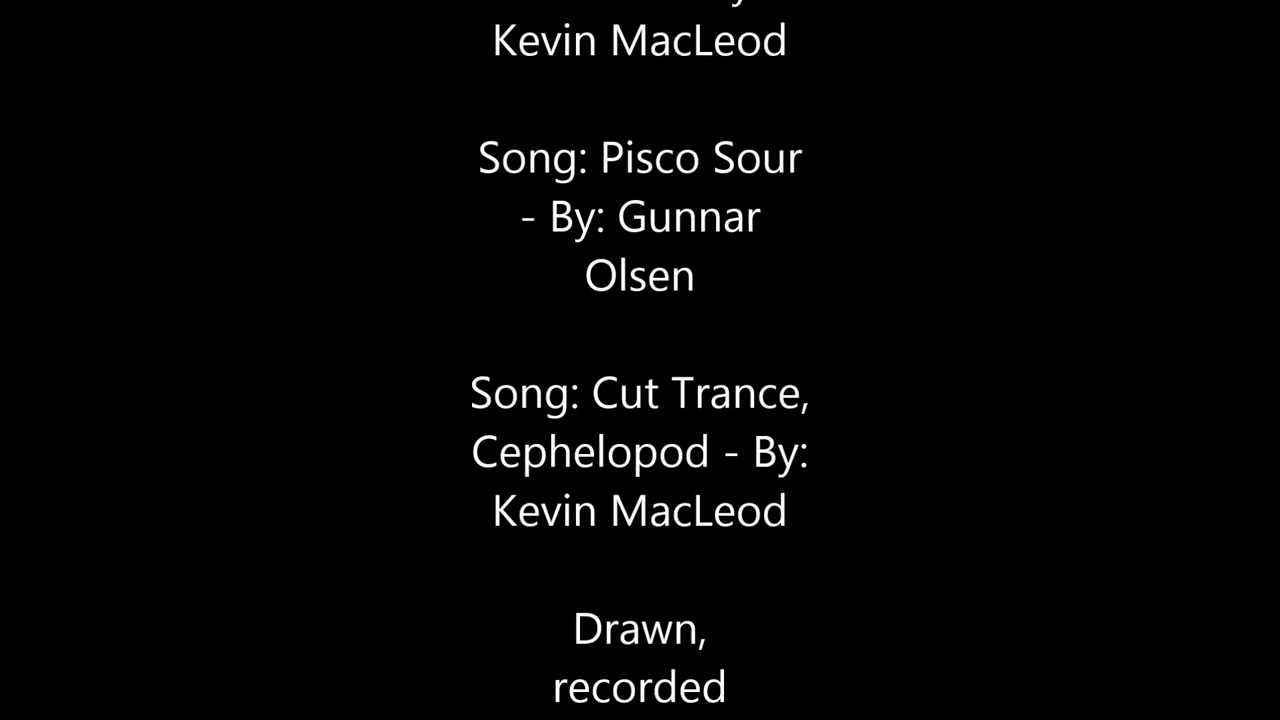 Kevin MacLeod
Song: Pisco Sour
- By: Gunnar
Olsen
Song: Cut Trance,
Cephelopod - By:
Kevin MacLeod
Drawn,
recorded